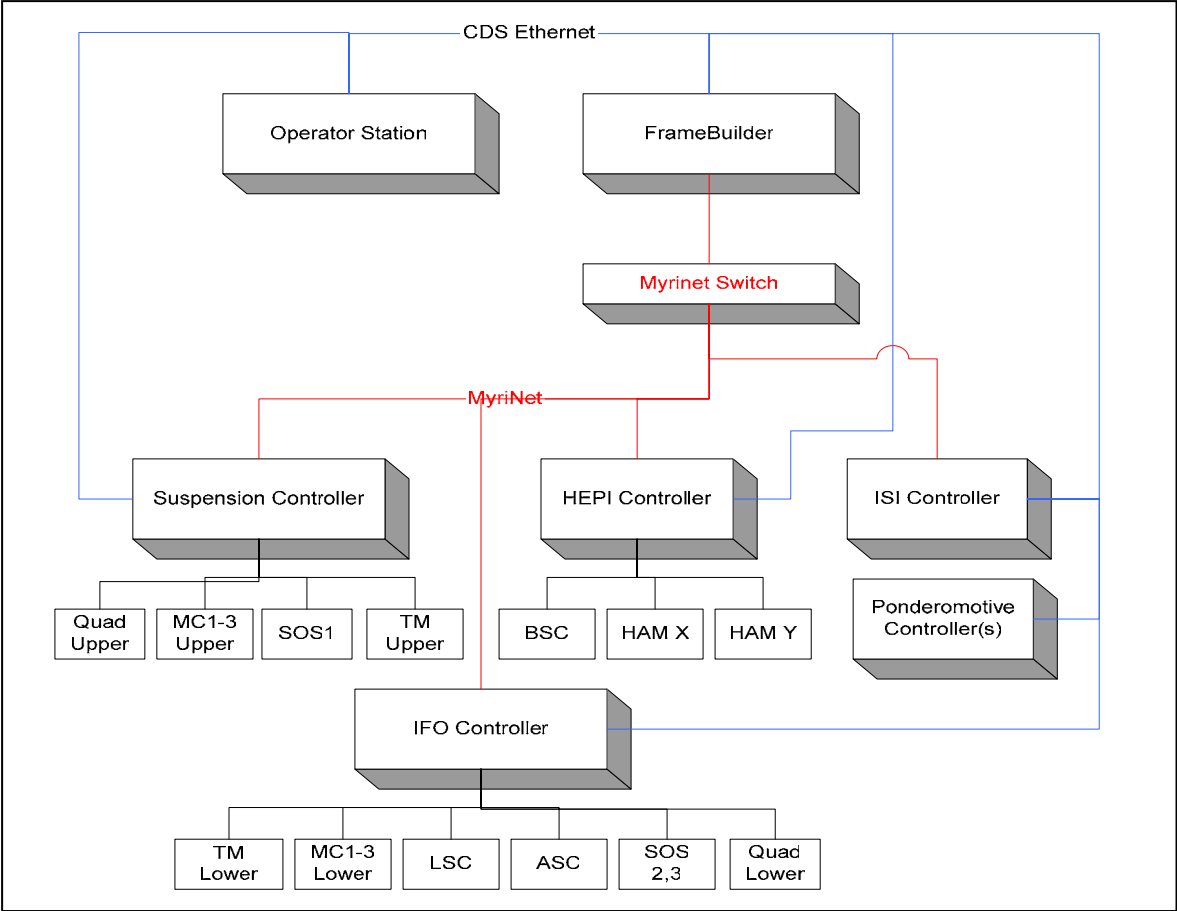 CDS Ethernet
Operator Station
FrameBuilder
Myrinet Switch
MyriNet
Suspension Controller
HEPI Controller
ISI Controller
Quad
Upper
MC1-3
Upper
SOS1
TM
Upper
BSC
HAM X
HAM Y
Ponderomotive
Controller(s)
IFO Controller
TM
Lower
MC1-3
Lower
LSC
ASC
SOS
2,3
Quad
Lower